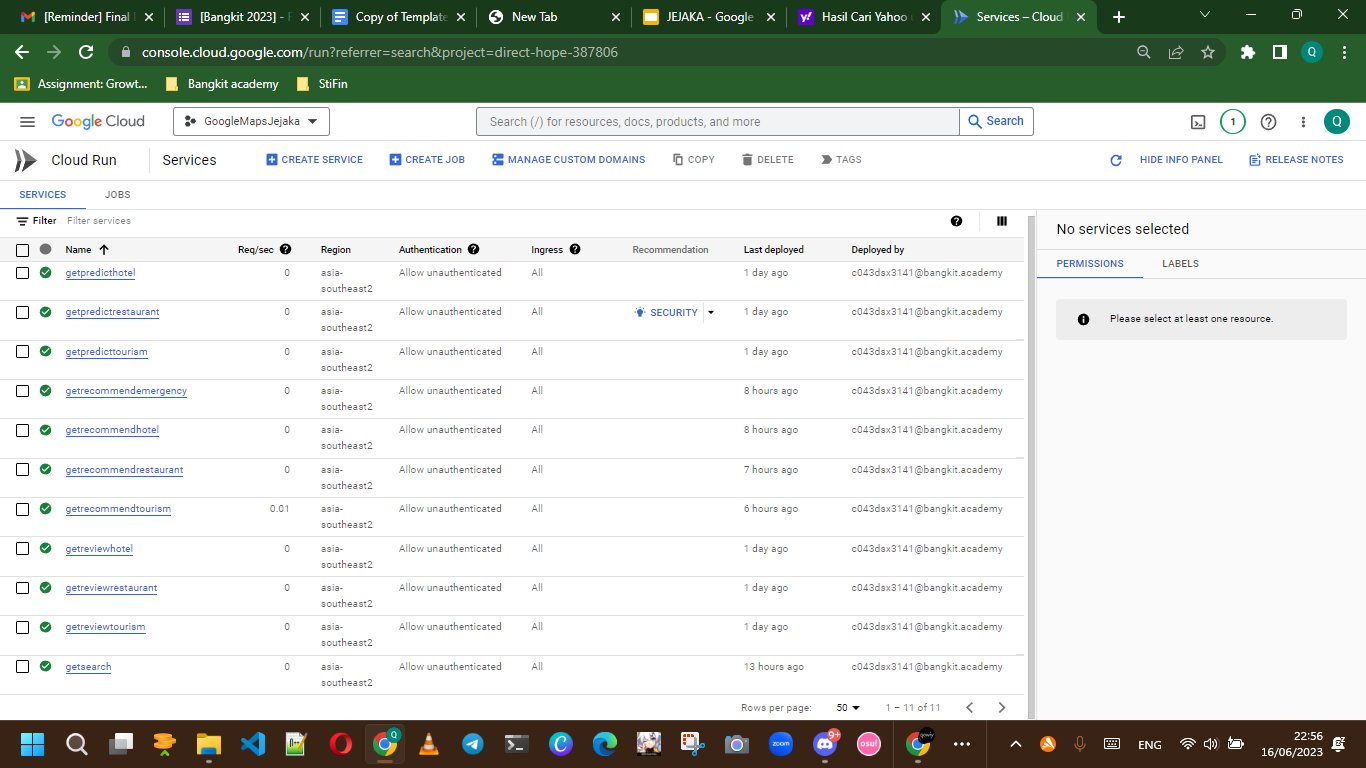 [Reminder] Final
[Bangkit 2023] - F
Copy of Template
New Tab
JEJAKA - Google
Hasil Cari Yahoo
Services – Cloud
console.cloud.google.com/run?referrer=search&project=direct-hope-387806
Q
Assignment: Growt...
Bangkit academy
StiFin
Google Cloud
GoogleMapsJejaka
Search (/) for resources, docs, products, and more
Search
1
Q
Cloud Run
Services
CREATE SERVICE
CREATE JOB
MANAGE CUSTOM DOMAINS
COPY
DELETE
TAGS
HIDE INFO PANEL
RELEASE NOTES
SERVICES
JOBS
Filter Filter services
Name Req/sec Region Authentication Ingress Recommendation Last deployed Deployed by
getpredicthotel 0 asia- Allow unauthenticated All 1 day ago c043dsx3141@bangkit.academy
southeast2
getpredictrestaurant 0 asia- Allow unauthenticated All SECURITY 1 day ago c043dsx3141@bangkit.academy
southeast2
getpredicttourism 0 asia- Allow unauthenticated All 1 day ago c043dsx3141@bangkit.academy
southeast2
getrecommendemergency 0 asia- Allow unauthenticated All 8 hours ago c043dsx3141@bangkit.academy
southeast2
getrecommendhotel 0 asia- Allow unauthenticated All 8 hours ago c043dsx3141@bangkit.academy
southeast2
getrecommendrestaurant 0 asia- Allow unauthenticated All 7 hours ago c043dsx3141@bangkit.academy
southeast2
getrecommendtourism 0.01 asia- Allow unauthenticated All 6 hours ago c043dsx3141@bangkit.academy
southeast2
getreviewhotel 0 asia- Allow unauthenticated All 1 day ago c043dsx3141@bangkit.academy
southeast2
getreviewrestaurant 0 asia- Allow unauthenticated All 1 day ago c043dsx3141@bangkit.academy
southeast2
getreviewtourism 0 asia- Allow unauthenticated All 1 day ago c043dsx3141@bangkit.academy
southeast2
getsearch 0 asia- Allow unauthenticated All 13 hours ago c043dsx3141@bangkit.academy
southeast2
Rows per page: 50 1 – 11 of 11
No services selected
PERMISSIONS
LABELS
Please select at least one resource.
Q
zoom
9+
osu!
ENG
22:56
16/06/2023